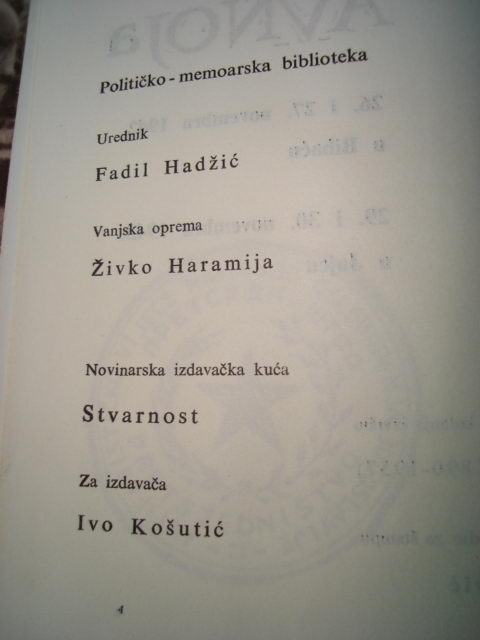 Političko-memoarska biblioteka
Urednik
Fadil Hadžić
Vanjska oprema
Živko Haramija
Novinarska izdavačka kuća
Stvarnost
Za izdavača
Ivo Košutić
4